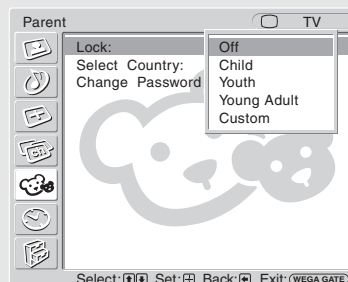 Parent TV
Lock: Off
Select Country: Child
Change Password Youth
Young Adult
Custom
Select: Set: Back: Exit: WEGA GATE